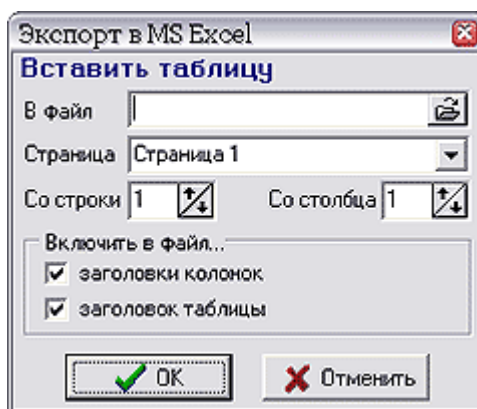 Экспорт в MS Excel
Вставить таблицу
В файл
Страница Страница 1
Со строки 1 Со столбца 1
Включить в файл...
заголовки колонок
заголовок таблицы
OK Отменить